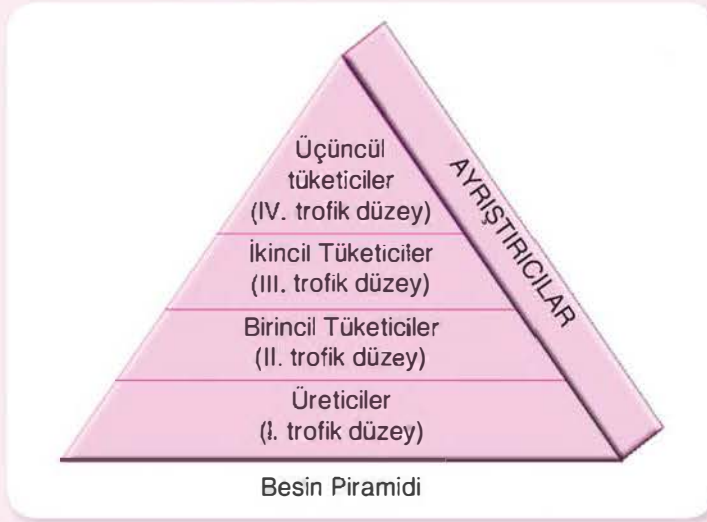 Üçüncül
tüketiciler
(IV. trofik düzey)
İkincil Tüketiciler
(III. trofik düzey)
Birincil Tüketiciler
(II. trofik düzey)
Üreticiler
(I. trofik düzey)
AYRIŞTIRICILAR
Besin Piramidi